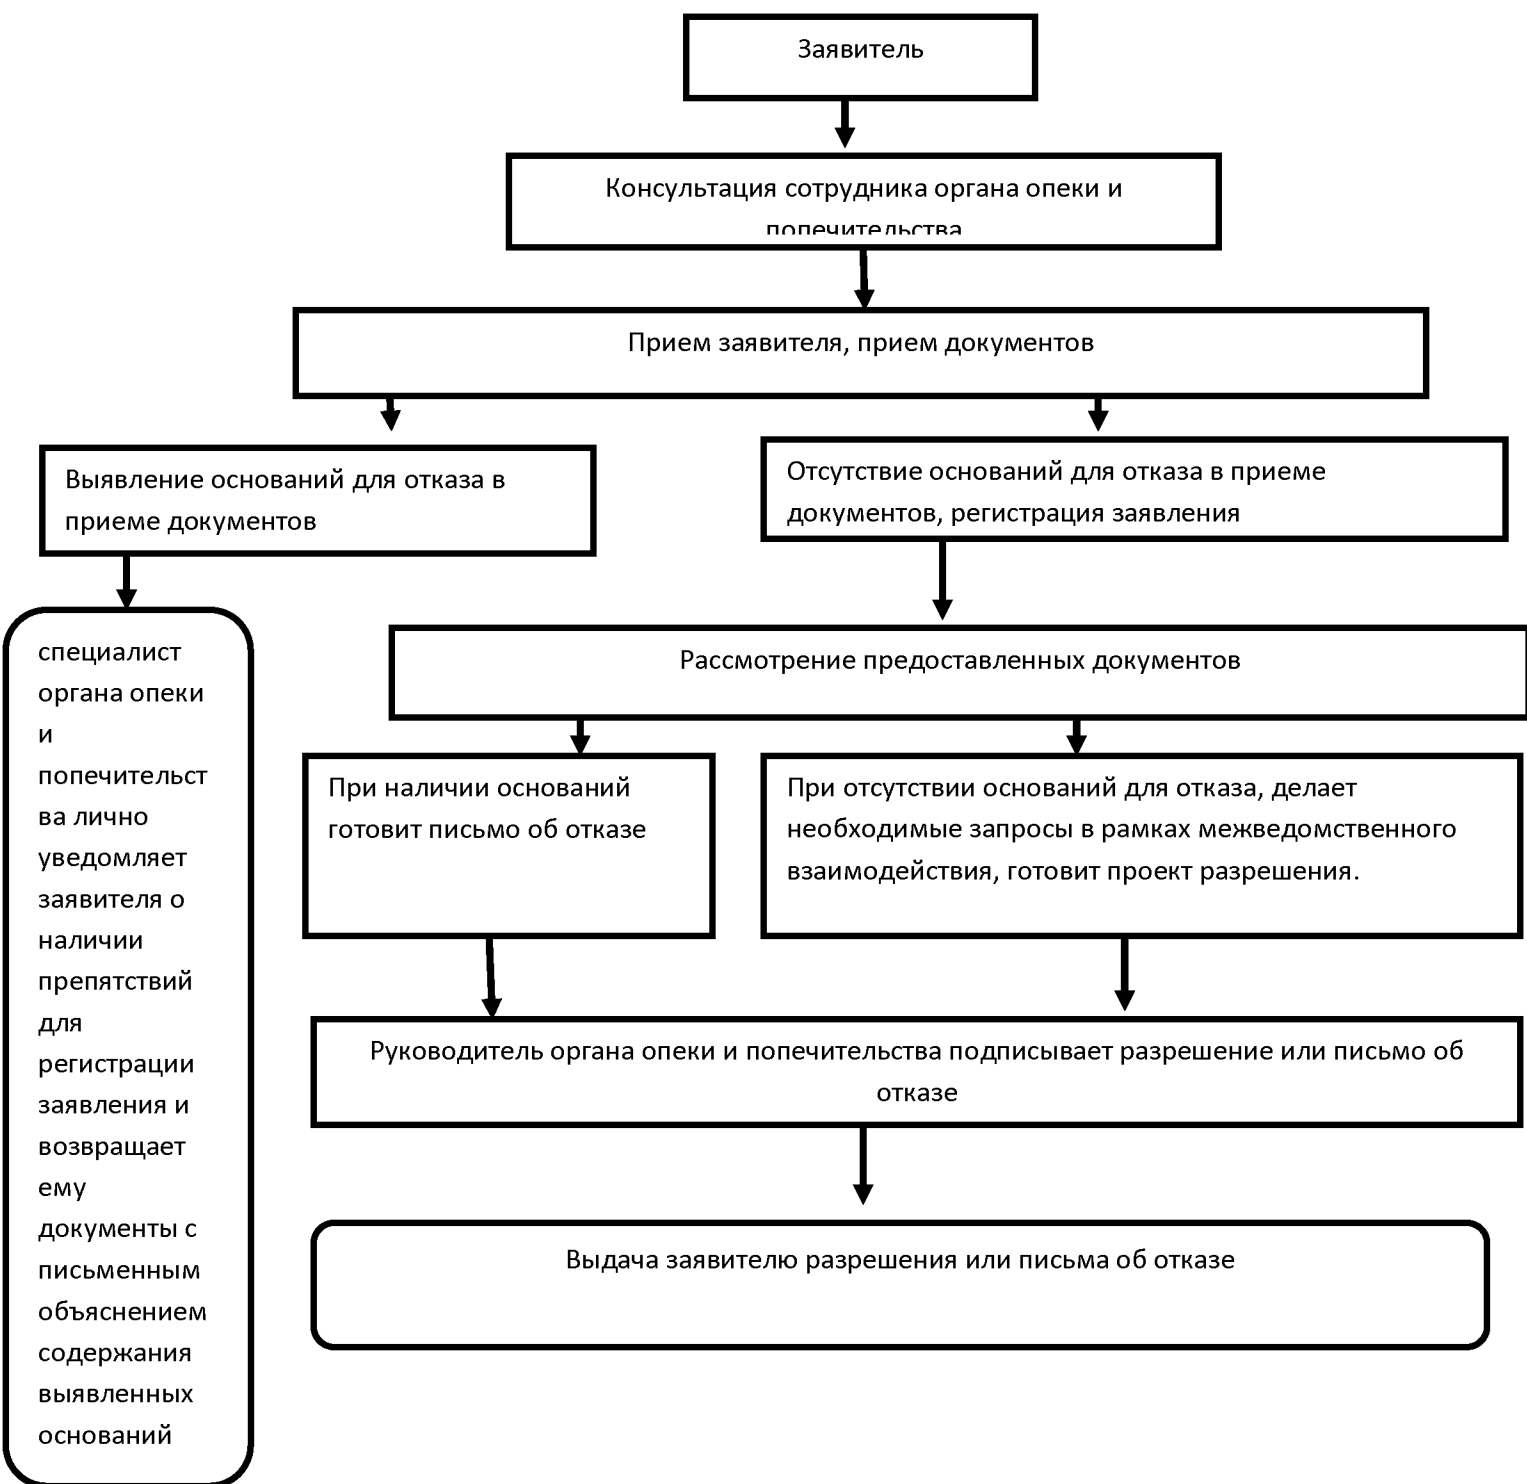 Заявитель
Консультация сотрудника органа опеки и
попечительства
Прием заявителя, прием документов
Выявление оснований для отказа в
приеме документов
Отсутствие оснований для отказа в приеме
документов, регистрация заявления
специалист
органа опеки
и
попечительст
ва лично
уведомляет
заявителя о
наличии
препятствий
для
регистрации
заявления и
возвращает
ему
документы с
письменным
объяснением
содержания
выявленных
оснований
Рассмотрение предоставленных документов
При наличии оснований
готовит письмо об отказе
При отсутствии оснований для отказа, делает
необходимые запросы в рамках межведомственного
взаимодействия, готовит проект разрешения.
Руководитель органа опеки и попечительства подписывает разрешение или письмо об
отказе
Выдача заявителю разрешения или письма об отказе